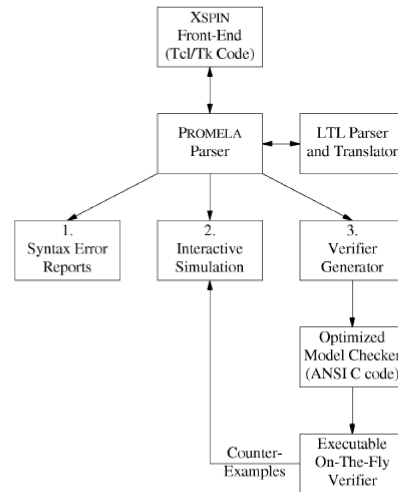 XSPIN
Front-End
(Tcl/Tk Code)
PROMELA
Parser
LTL Parser
and Translator
1.
Syntax Error
Reports
2.
Interactive
Simulation
3.
Verifier
Generator
Optimized
Model Checker
(ANSI C code)
Counter-
Examples
Executable
On-The-Fly
Verifier